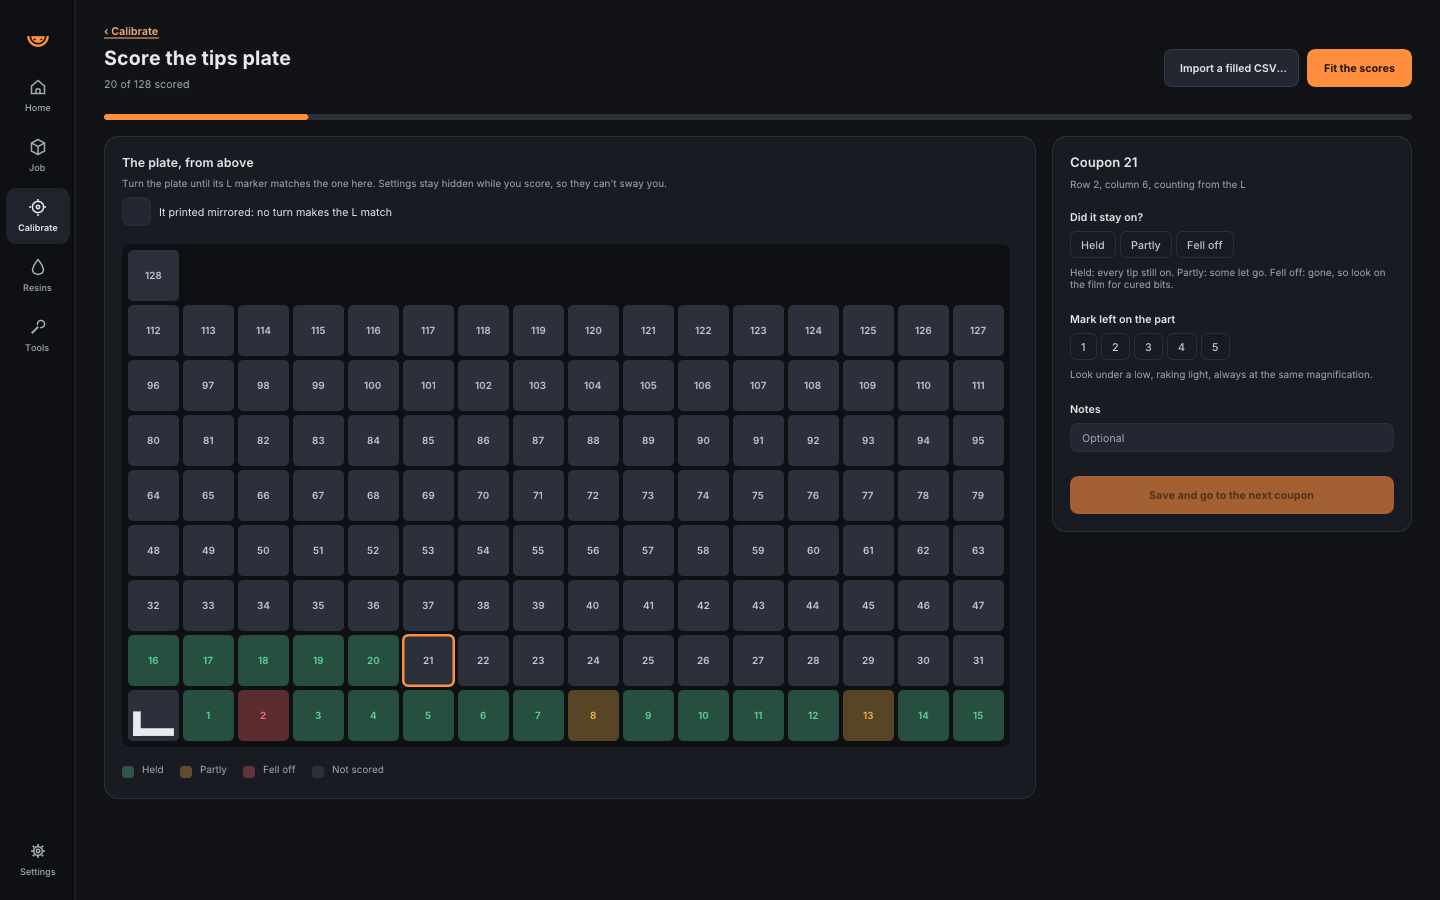 Home
Job
Calibrate
Resins
Tools
Settings
‹ Calibrate
Score the tips plate
20 of 128 scored
Import a filled CSV...
Fit the scores
The plate, from above
Turn the plate until its L marker matches the one here. Settings stay hidden while you score, so they can't sway you.
It printed mirrored: no turn makes the L match
128
112 113 114 115 116 117 118 119 120 121 122 123 124 125 126 127
96 97 98 99 100 101 102 103 104 105 106 107 108 109 110 111
80 81 82 83 84 85 86 87 88 89 90 91 92 93 94 95
64 65 66 67 68 69 70 71 72 73 74 75 76 77 78 79
48 49 50 51 52 53 54 55 56 57 58 59 60 61 62 63
32 33 34 35 36 37 38 39 40 41 42 43 44 45 46 47
16 17 18 19 20 21 22 23 24 25 26 27 28 29 30 31
L 1 2 3 4 5 6 7 8 9 10 11 12 13 14 15
Held Partly Fell off Not scored
Coupon 21
Row 2, column 6, counting from the L
Did it stay on?
Held Partly Fell off
Held: every tip still on. Partly: some let go. Fell off: gone, so look on
the film for cured bits.
Mark left on the part
1 2 3 4 5
Look under a low, raking light, always at the same magnification.
Notes
Optional
Save and go to the next coupon